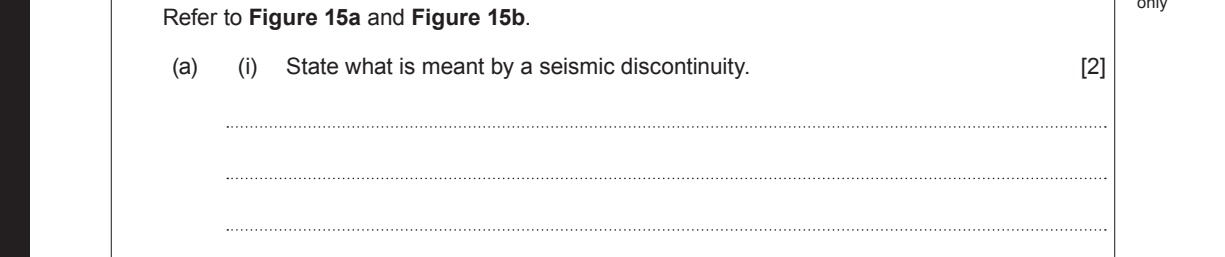 only
Refer to Figure 15a and Figure 15b.
(a) (i) State what is meant by a seismic discontinuity. [2]